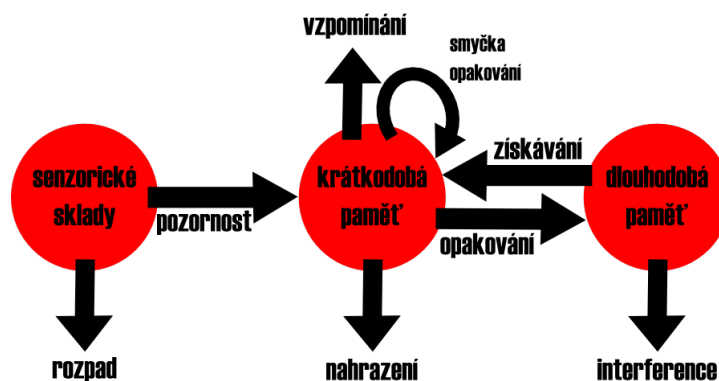 vzpomínání
smyčka
opakování
senzorické
sklady
pozornost
krátkodobá
paměť
získávání
opakování
dlouhodobá
paměť
rozpad
nahrazení
interference